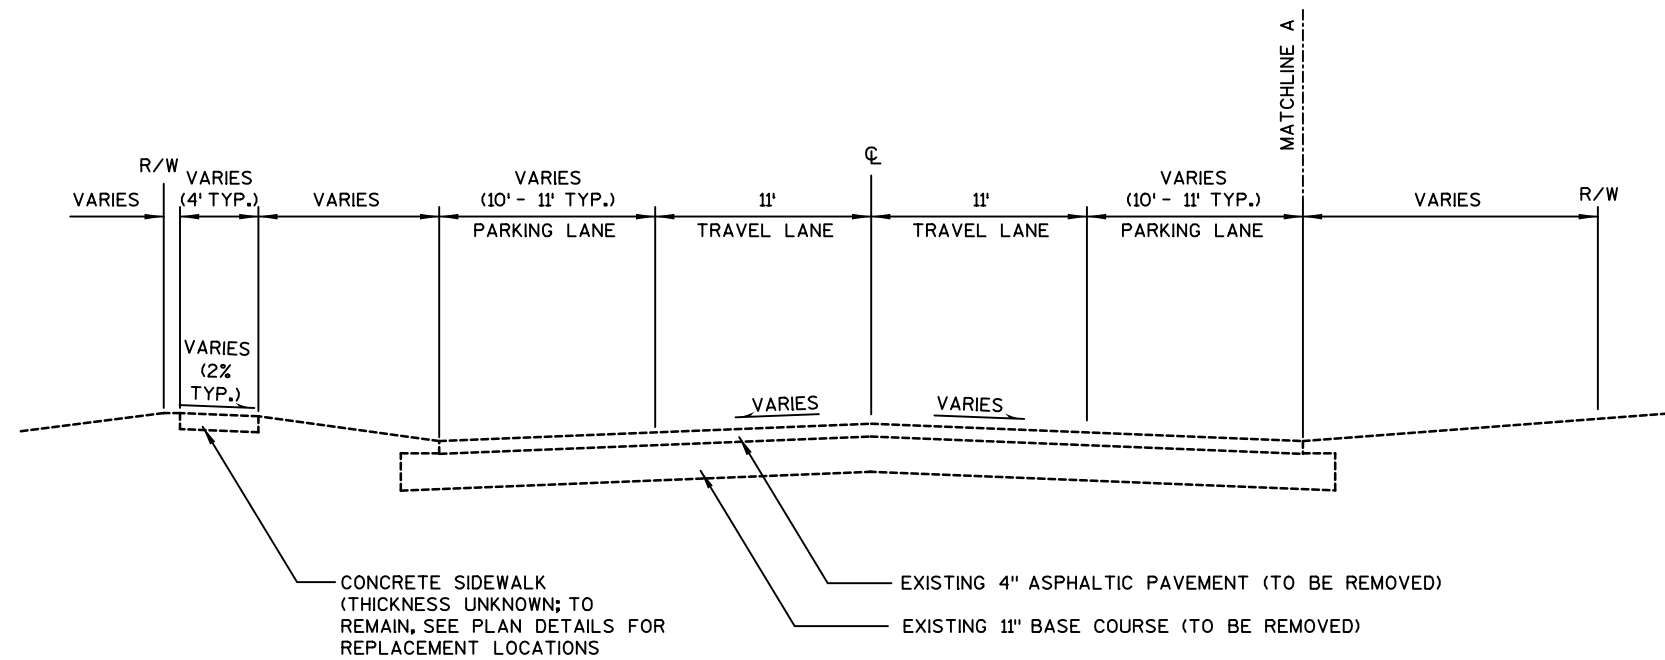 MATCHLINE A
R/W
VARIES
VARIES
(4' TYP.)
VARIES
VARIES
(10' - 11' TYP.)
PARKING LANE
11'
TRAVEL LANE
℄
11'
TRAVEL LANE
VARIES
(10' - 11' TYP.)
PARKING LANE
VARIES
R/W
VARIES
(2%
TYP.)
VARIES
VARIES
CONCRETE SIDEWALK
(THICKNESS UNKNOWN; TO
REMAIN, SEE PLAN DETAILS FOR
REPLACEMENT LOCATIONS
EXISTING 4" ASPHALTIC PAVEMENT (TO BE REMOVED)
EXISTING 11" BASE COURSE (TO BE REMOVED)